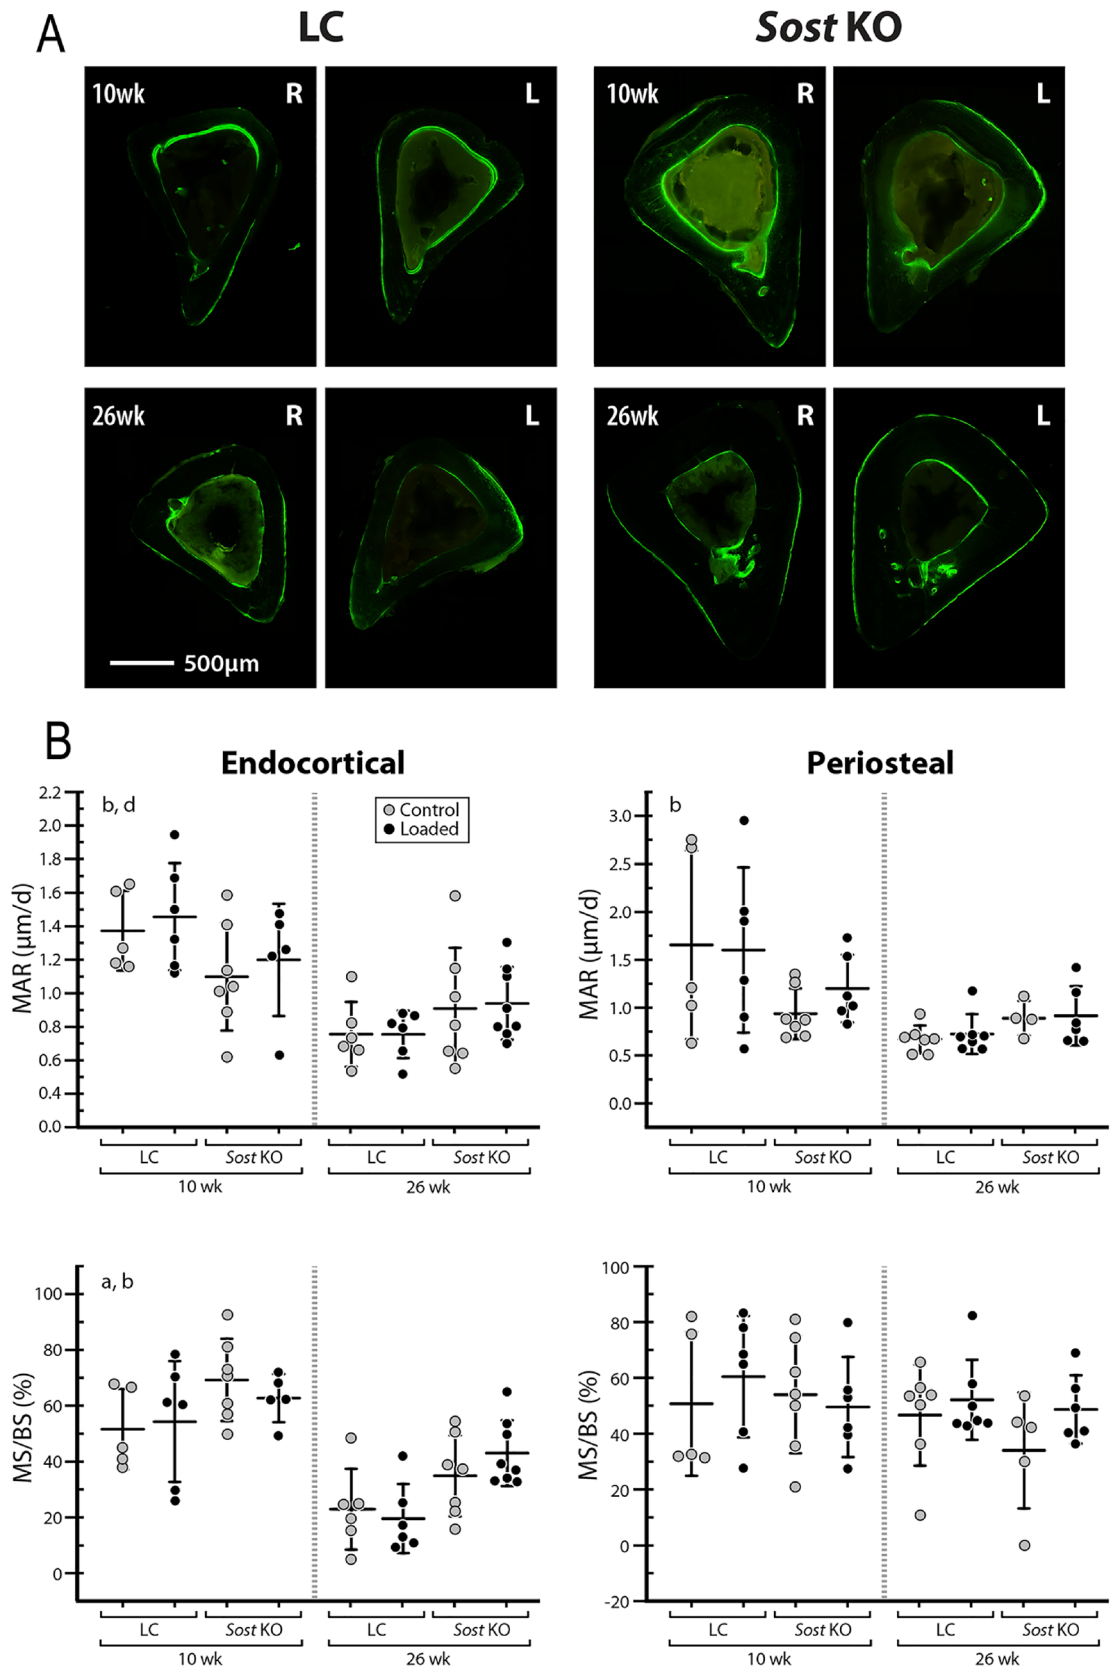 A
LC
Sost KO
10wk R
L
10wk R
L
26wk R
L
26wk R
L
500μm
B
Endocortical
Periosteal
MAR (μm/d)
2.2
2.0
1.8
1.6
1.4
1.2
1.0
0.8
0.6
0.4
0.0
b, d
Control
Loaded
LC
Sost KO
LC
Sost KO
10 wk
26 wk
MAR (μm/d)
3.0
2.5
2.0
1.5
1.0
0.5
0.0
b
LC
Sost KO
LC
Sost KO
10 wk
26 wk
MS/BS (%)
100
80
60
40
20
0
a, b
LC
Sost KO
LC
Sost KO
10 wk
26 wk
MS/BS (%)
100
80
60
40
20
0
-20
LC
Sost KO
LC
Sost KO
10 wk
26 wk